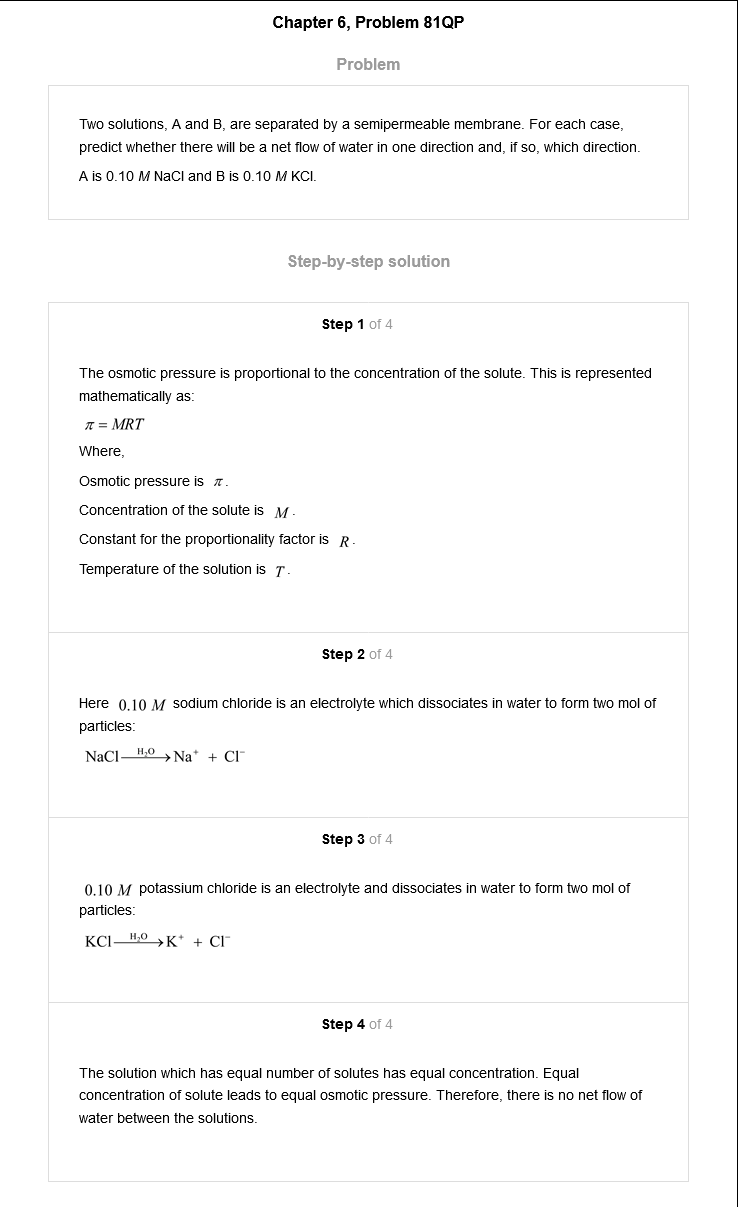 Chapter 6, Problem 81QP
Problem
Two solutions, A and B, are separated by a semipermeable membrane. For each case,
predict whether there will be a net flow of water in one direction and, if so, which direction.
A is 0.10 M NaCl and B is 0.10 M KCl.
Step-by-step solution
Step 1 of 4
The osmotic pressure is proportional to the concentration of the solute. This is represented
mathematically as:
π = MRT
Where,
Osmotic pressure is π.
Concentration of the solute is M.
Constant for the proportionality factor is R.
Temperature of the solution is T.
Step 2 of 4
Here 0.10 M sodium chloride is an electrolyte which dissociates in water to form two mol of
particles:
NaCl —H₂O→ Na⁺ + Cl⁻
Step 3 of 4
0.10 M potassium chloride is an electrolyte and dissociates in water to form two mol of
particles:
KCl —H₂O→ K⁺ + Cl⁻
Step 4 of 4
The solution which has equal number of solutes has equal concentration. Equal
concentration of solute leads to equal osmotic pressure. Therefore, there is no net flow of
water between the solutions.